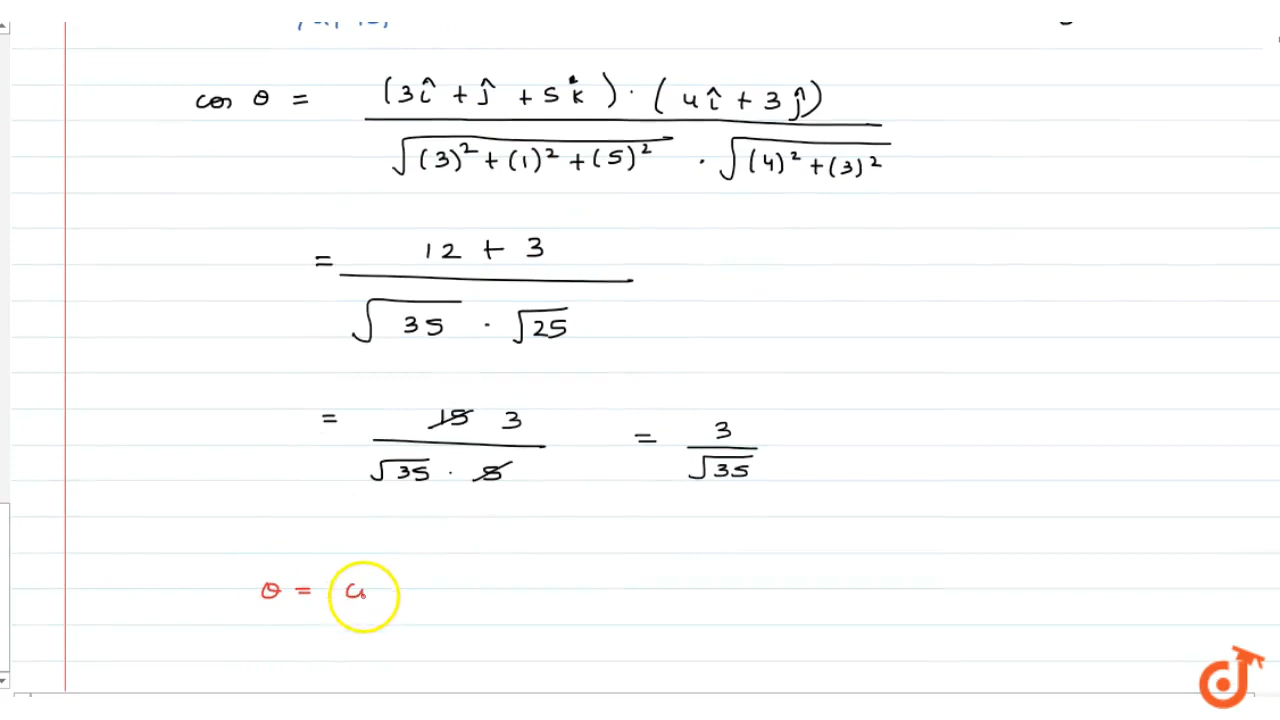 cos θ = (3î + ĵ + 5k̂) · (4î + 3ĵ) / √((3)² + (1)² + (5)²) · √((4)² + (3)²)
= 12 + 3 / √35 · √25
= 15 3 / √35 · 5 = 3 / √35
θ = c